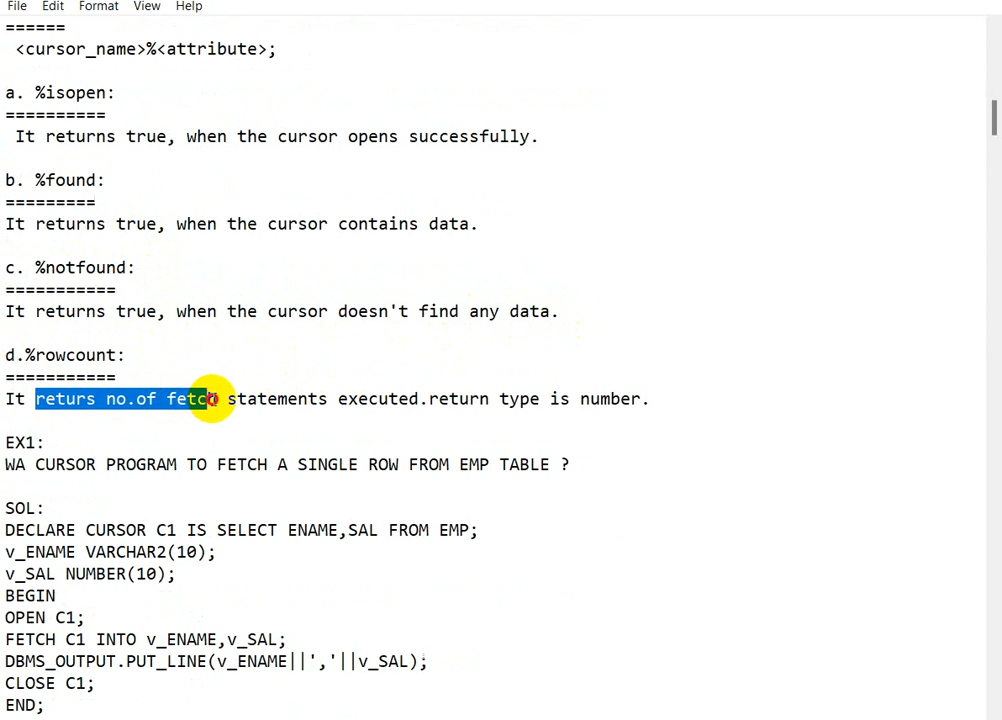 File Edit Format View Help
======
<cursor_name>%<attribute>;
a. %isopen:
==========
It returns true, when the cursor opens successfully.
b. %found:
=========
It returns true, when the cursor contains data.
c. %notfound:
===========
It returns true, when the cursor doesn't find any data.
d.%rowcount:
===========
It returs no.of fetch statements executed.return type is number.
EX1:
WA CURSOR PROGRAM TO FETCH A SINGLE ROW FROM EMP TABLE ?
SOL:
DECLARE CURSOR C1 IS SELECT ENAME,SAL FROM EMP;
v_ENAME VARCHAR2(10);
v_SAL NUMBER(10);
BEGIN
OPEN C1;
FETCH C1 INTO v_ENAME,v_SAL;
DBMS_OUTPUT.PUT_LINE(v_ENAME||','||v_SAL);
CLOSE C1;
END;